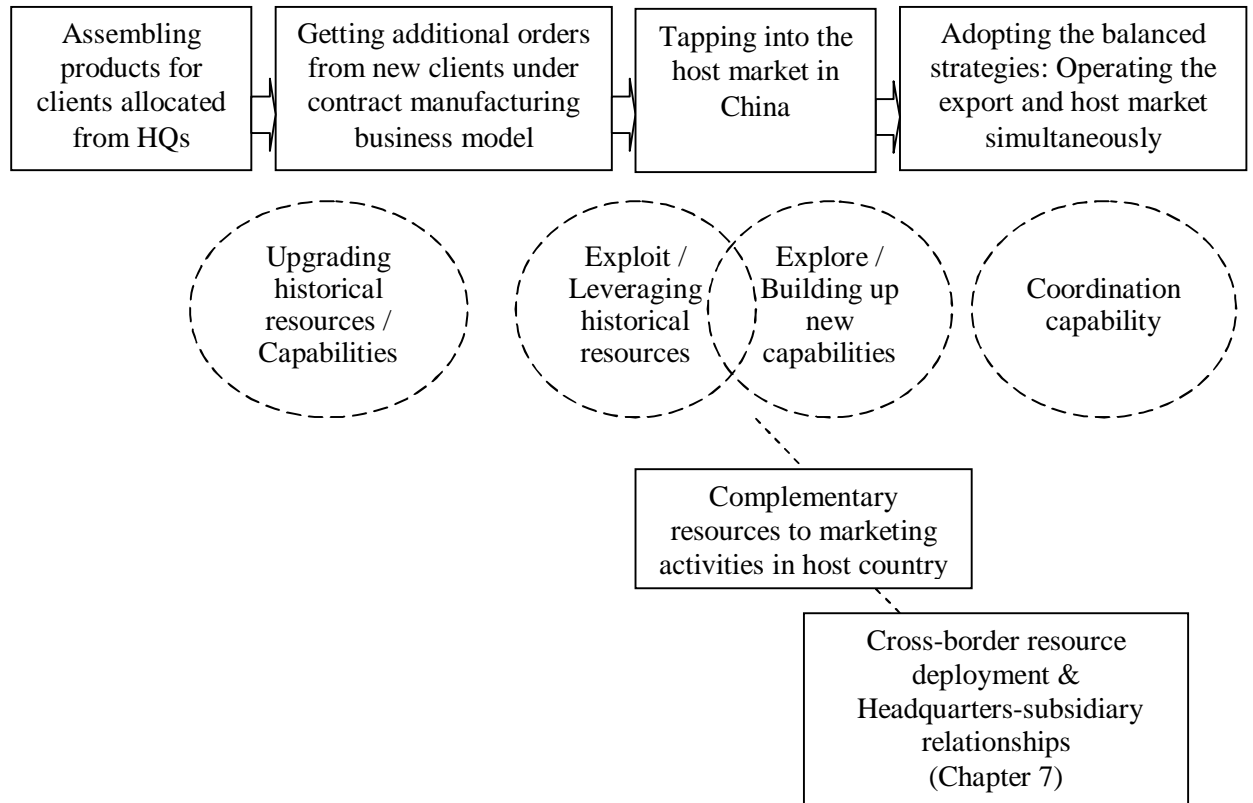 Assembling
products for
clients allocated
from HQs
Getting additional orders
from new clients under
contract manufacturing
business model
Tapping into the
host market in
China
Adopting the balanced
strategies: Operating the
export and host market
simultaneously
Upgrading
historical
resources /
Capabilities
Exploit /
Leveraging
historical
resources
Explore /
Building up
new
capabilities
Coordination
capability
Complementary
resources to marketing
activities in host country
Cross-border resource
deployment &
Headquarters-subsidiary
relationships
(Chapter 7)